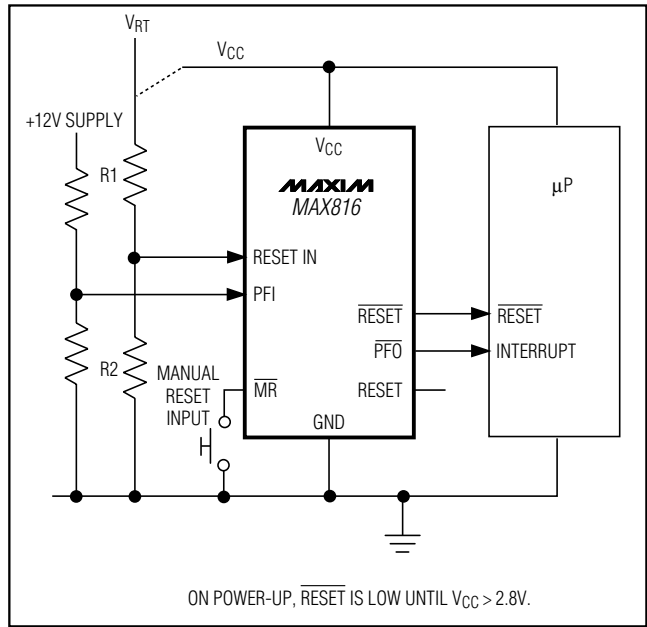 VRT
VCC
+12V SUPPLY
R1
VCC
MAXIM
MAX816
μP
RESET IN
PFI
RESET
RESET
PFO
INTERRUPT
R2
MANUAL
RESET
INPUT
MR
RESET
GND
ON POWER-UP, RESET IS LOW UNTIL VCC > 2.8V.